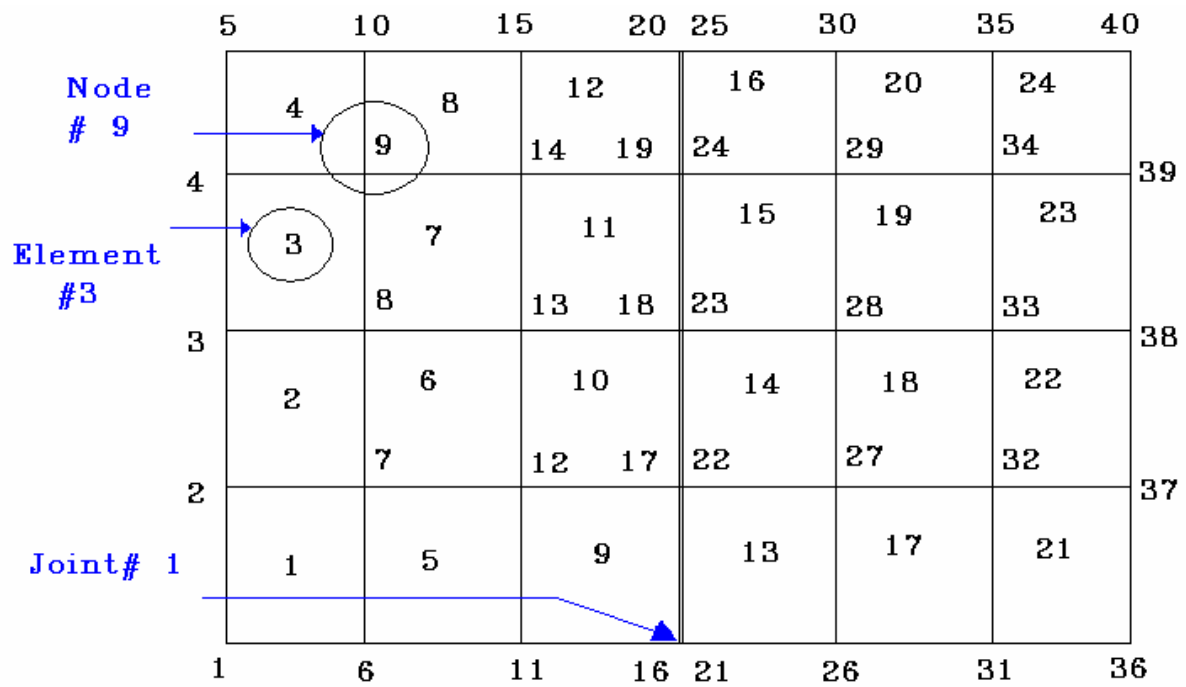 5 10 15 20 25 30 35 40
Node
# 9
4 8 12 16 20 24
9 14 19 24 29 34
4 39
3 7 11 15 19 23
Element
#3
8 13 18 23 28 33
3 38
2 6 10 14 18 22
7 12 17 22 27 32
2 37
Joint# 1
1 5 9 13 17 21
1 6 11 16 21 26 31 36